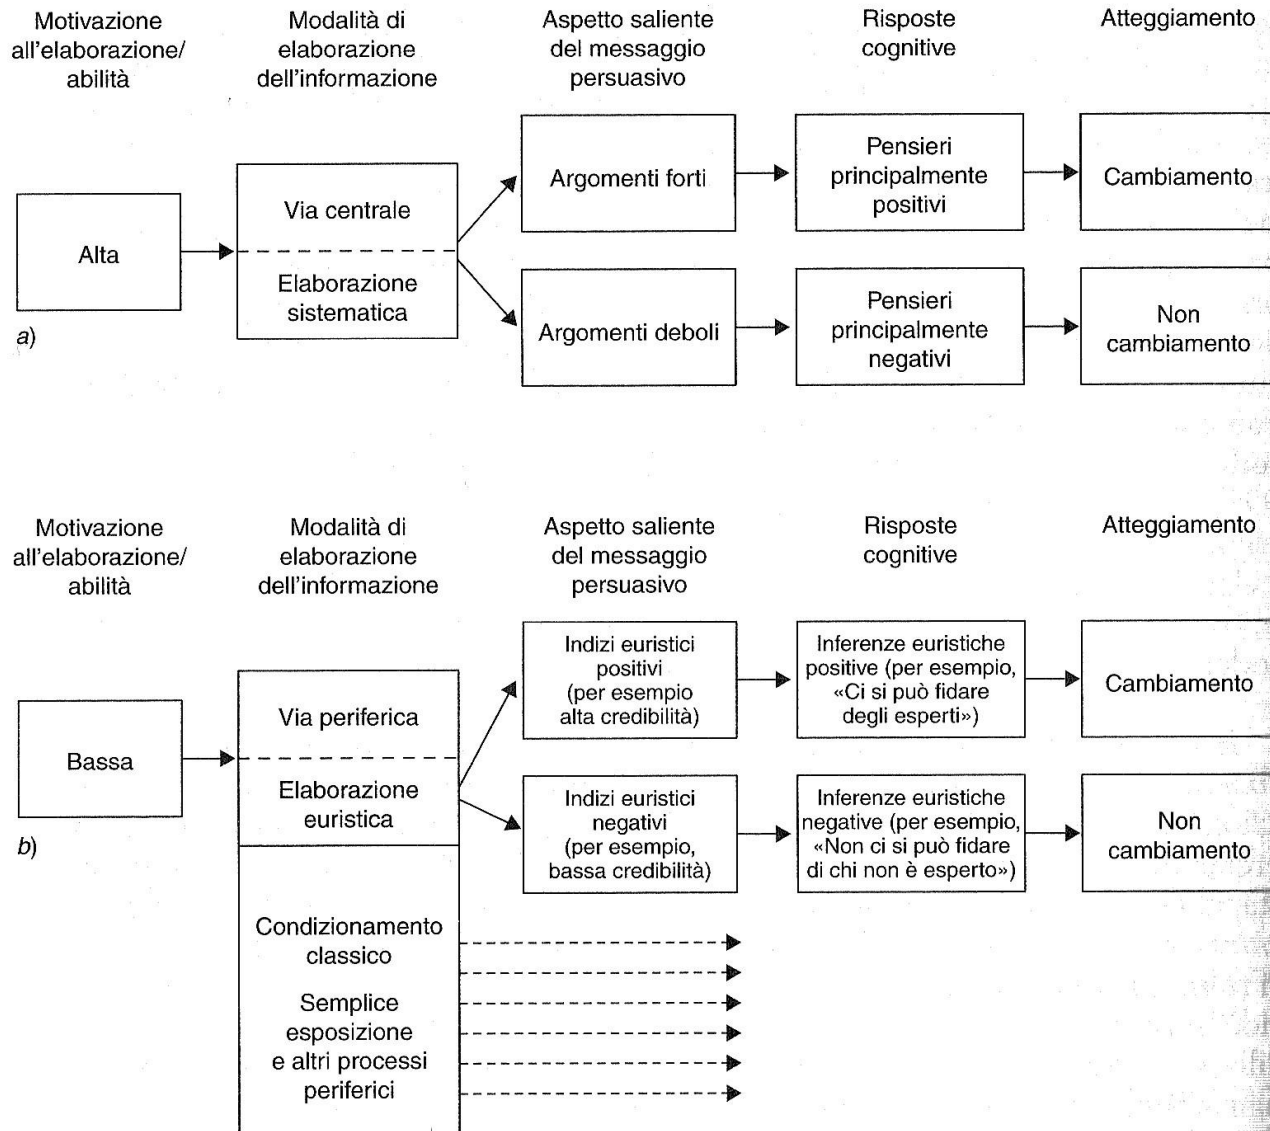 Motivazione
all'elaborazione/
abilità
Modalità di
elaborazione
dell'informazione
Aspetto saliente
del messaggio
persuasivo
Risposte
cognitive
Atteggiamento
Alta
a)
Via centrale
Elaborazione
sistematica
Argomenti forti
Pensieri
principalmente
positivi
Cambiamento
Argomenti deboli
Pensieri
principalmente
negativi
Non
cambiamento
Motivazione
all'elaborazione/
abilità
Modalità di
elaborazione
dell'informazione
Aspetto saliente
del messaggio
persuasivo
Risposte
cognitive
Atteggiamento
Bassa
b)
Via periferica
Elaborazione
euristica
Indizi euristici
positivi
(per esempio
alta credibilità)
Inferenze euristiche
positive (per esempio,
«Ci si può fidare
degli esperti»)
Cambiamento
Indizi euristici
negativi
(per esempio,
bassa credibilità)
Inferenze euristiche
negative (per esempio,
«Non ci si può fidare
di chi non è esperto»)
Non
cambiamento
Condizionamento
classico
Semplice
esposizione
e altri processi
periferici